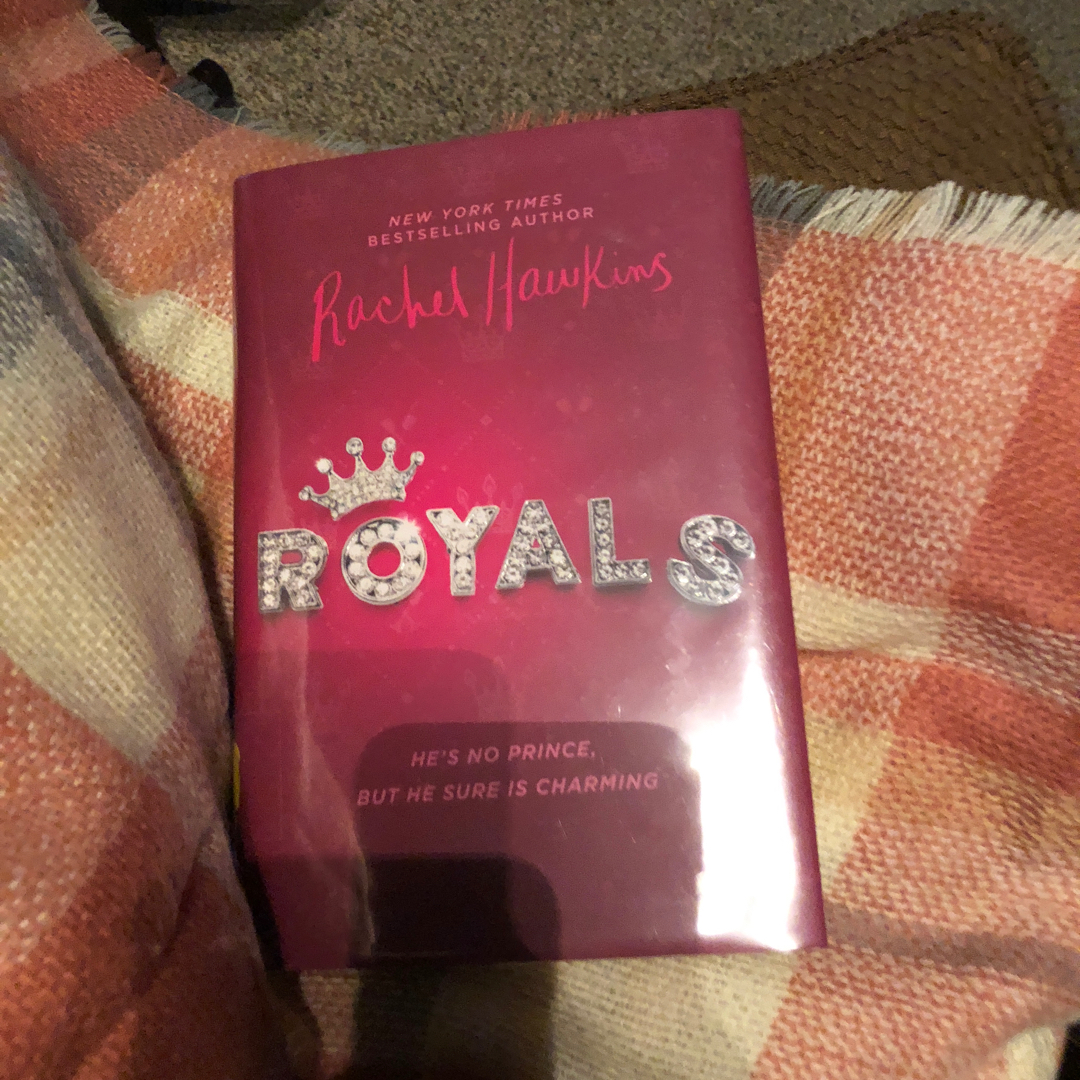 NEW YORK TIMES
BESTSELLING AUTHOR
Rachel Hawkins
ROYALS
HE'S NO PRINCE,
BUT HE SURE IS CHARMING